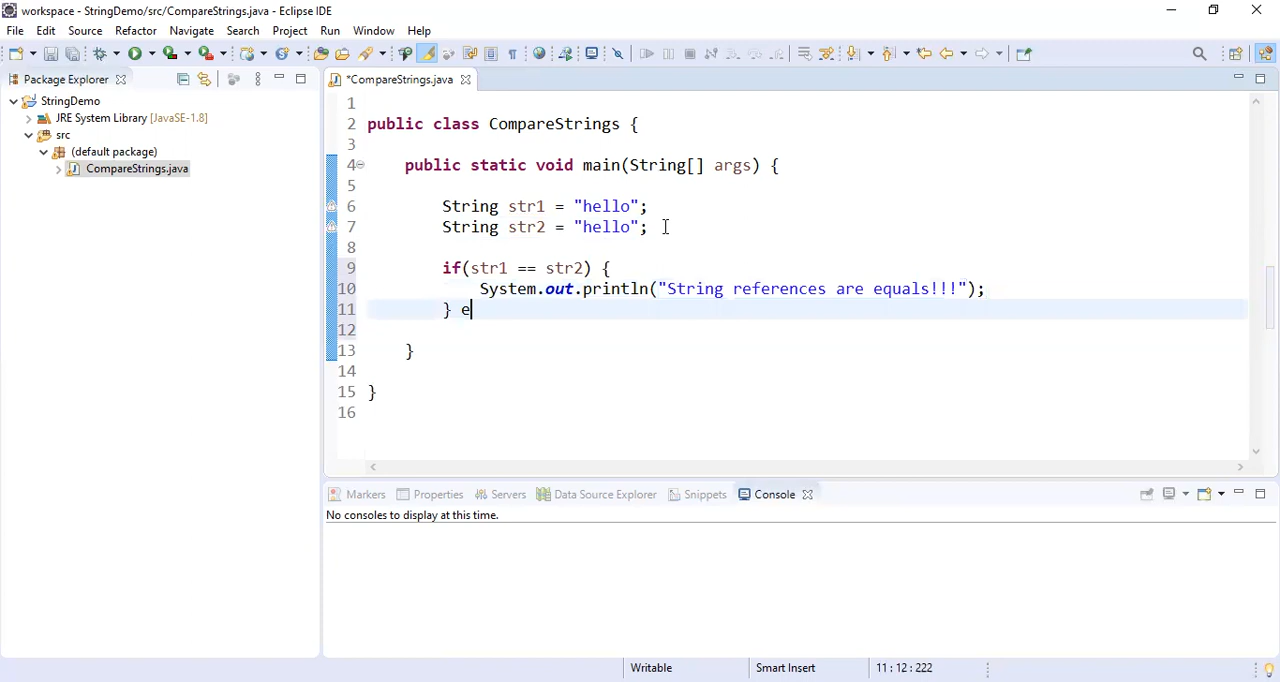 workspace - StringDemo/src/CompareStrings.java - Eclipse IDE
File Edit Source Refactor Navigate Search Project Run Window Help
Package Explorer
*CompareStrings.java
StringDemo
JRE System Library [JavaSE-1.8]
src
(default package)
CompareStrings.java
1
2 public class CompareStrings {
3
4 public static void main(String[] args) {
5
6 String str1 = "hello";
7 String str2 = "hello";
8
9 if(str1 == str2) {
10 System.out.println("String references are equals!!!");
11 } e
12
13 }
14
15 }
16
Markers Properties Servers Data Source Explorer Snippets Console
No consoles to display at this time.
Writable Smart Insert 11 : 12 : 222